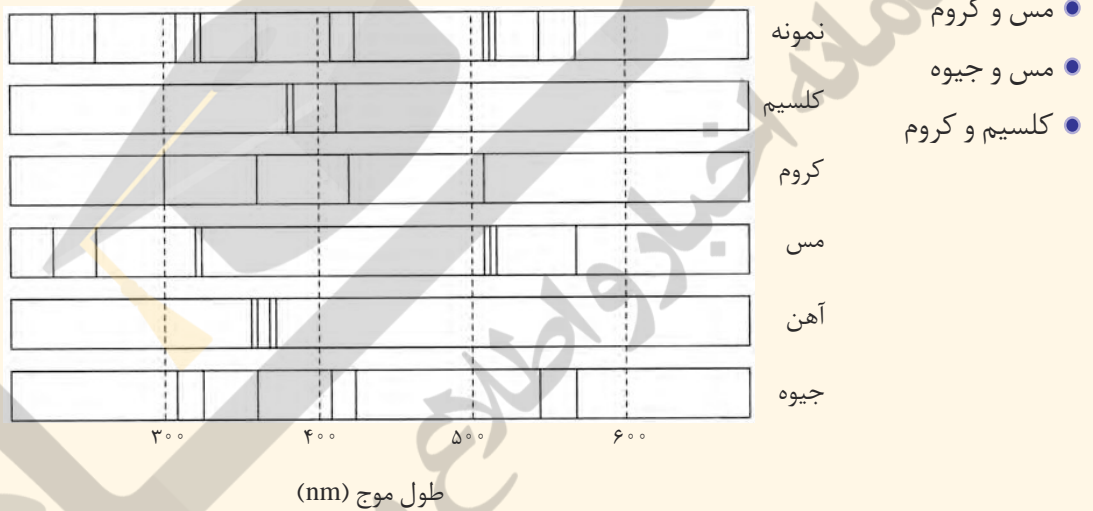 • مس و کروم
• مس و جیوه
• کلسیم و کروم
نمونه
کلسیم
کروم
مس
آهن
جیوه
۳۰۰ ۴۰۰ ۵۰۰ ۶۰۰
طول موج (nm)